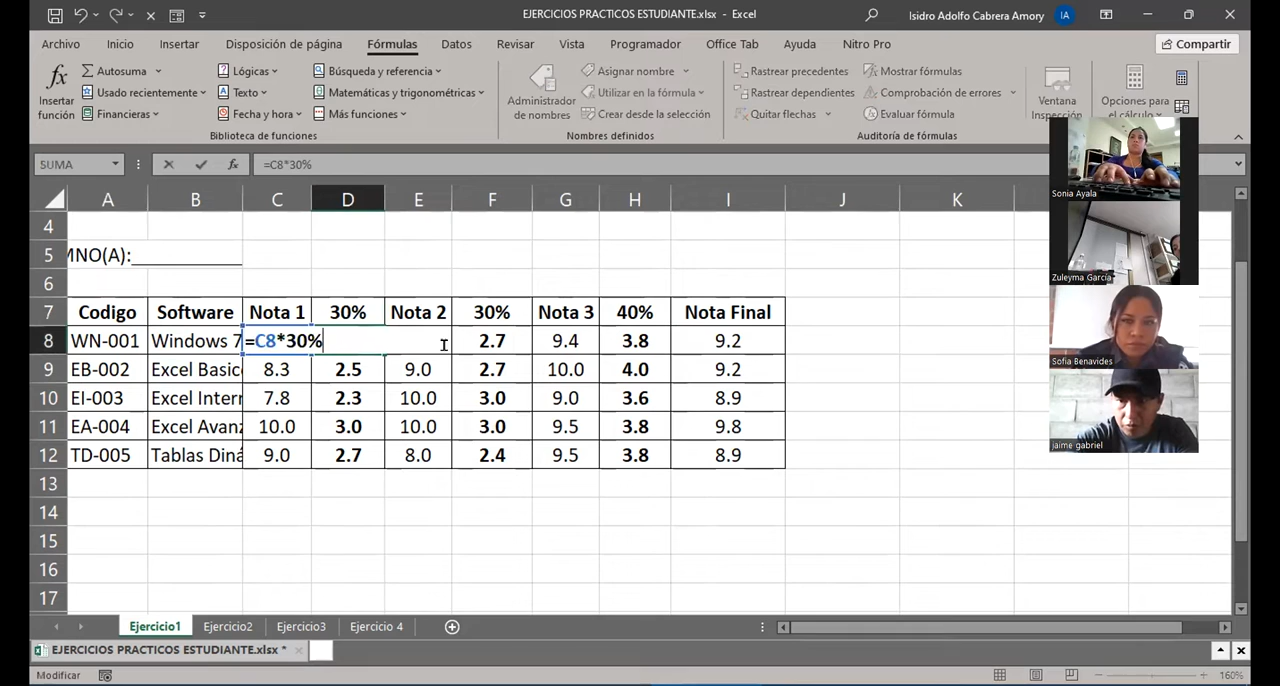 EJERCICIOS PRACTICOS ESTUDIANTE.xlsx - Excel
Isidro Adolfo Cabrera Amory IA
Archivo Inicio Insertar Disposición de página Fórmulas Datos Revisar Vista Programador Office Tab Ayuda Nitro Pro Compartir
Insertar función
Autosuma
Usado recientemente
Financieras
Lógicas
Texto
Fecha y hora
Búsqueda y referencia
Matemáticas y trigonométricas
Más funciones
Biblioteca de funciones
Administrador de nombres
Asignar nombre
Utilizar en la fórmula
Crear desde la selección
Nombres definidos
Rastrear precedentes
Rastrear dependientes
Quitar flechas
Mostrar fórmulas
Comprobación de errores
Evaluar fórmula
Auditoría de fórmulas
Ventana Inspección
Opciones para el cálculo
SUMA fx =C8*30%
A B C D E F G H I J K
4
5 MNO(A):
6
7 Codigo Software Nota 1 30% Nota 2 30% Nota 3 40% Nota Final
8 WN-001 Windows 7 =C8*30% 2.7 9.4 3.8 9.2
9 EB-002 Excel Basico 8.3 2.5 9.0 2.7 10.0 4.0 9.2
10 EI-003 Excel Inter 7.8 2.3 10.0 3.0 9.0 3.6 8.9
11 EA-004 Excel Avan 10.0 3.0 10.0 3.0 9.5 3.8 9.8
12 TD-005 Tablas Diná 9.0 2.7 8.0 2.4 9.5 3.8 8.9
13
14
15
16
17
Sonia Ayala
Zuleyma García
Sofia Benavides
jaime gabriel
Ejercicio1 Ejercicio2 Ejercicio3 Ejercicio 4
EJERCICIOS PRACTICOS ESTUDIANTE.xlsx *
Modificar
160%